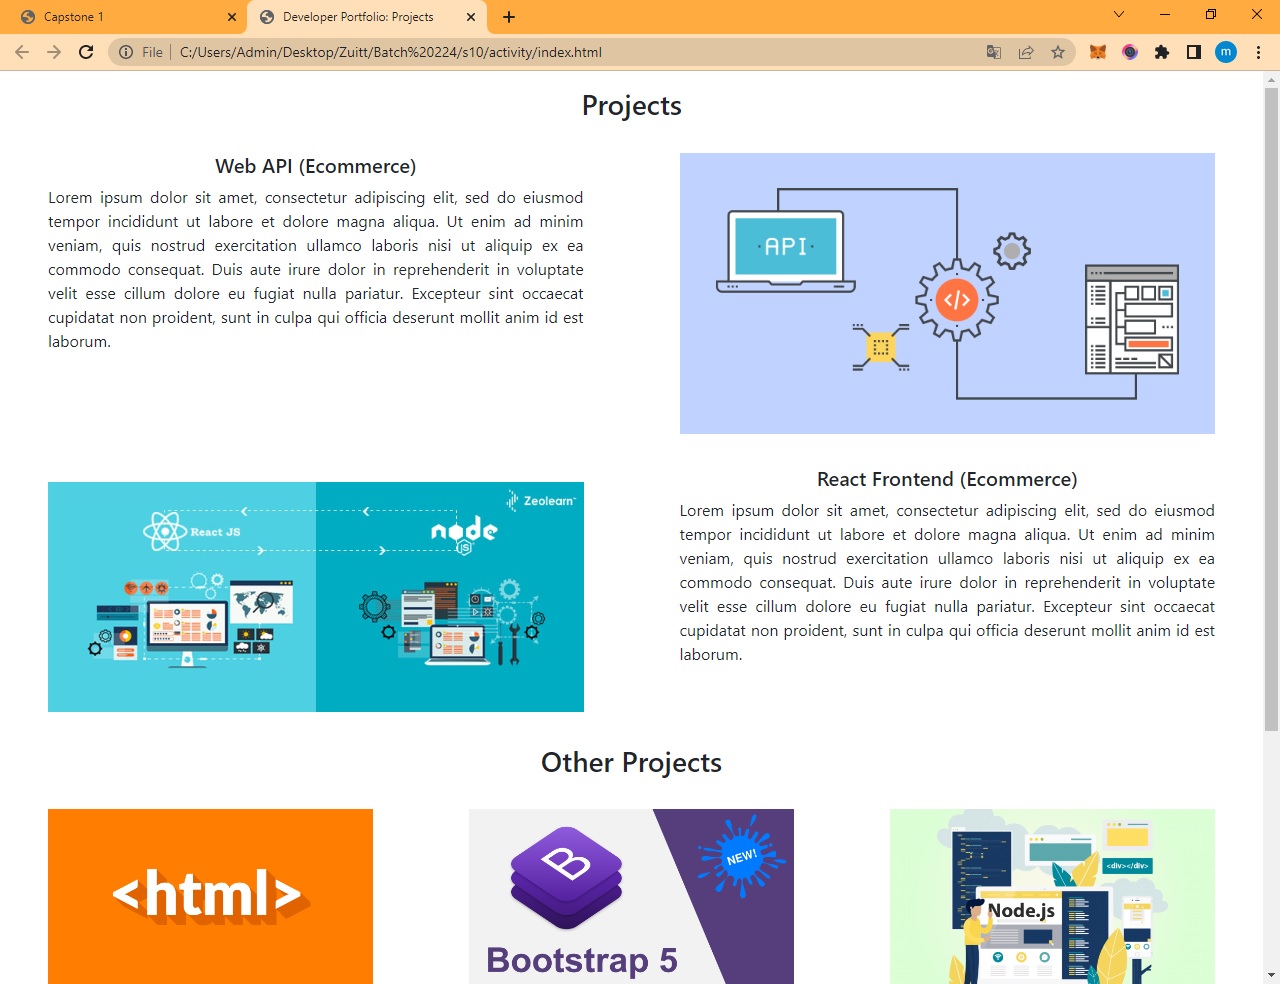 Capstone 1
Developer Portfolio: Projects
File
C:/Users/Admin/Desktop/Zuitt/Batch%20224/s10/activity/index.html
m
Projects
Web API (Ecommerce)
Lorem ipsum dolor sit amet, consectetur adipiscing elit, sed do eiusmod
tempor incididunt ut labore et dolore magna aliqua. Ut enim ad minim
veniam, quis nostrud exercitation ullamco laboris nisi ut aliquip ex ea
commodo consequat. Duis aute irure dolor in reprehenderit in voluptate
velit esse cillum dolore eu fugiat nulla pariatur. Excepteur sint occaecat
cupidatat non proident, sunt in culpa qui officia deserunt mollit anim id est
laborum.
API
</>
Zeolearn
React JS
node
JS
React Frontend (Ecommerce)
Lorem ipsum dolor sit amet, consectetur adipiscing elit, sed do eiusmod
tempor incididunt ut labore et dolore magna aliqua. Ut enim ad minim
veniam, quis nostrud exercitation ullamco laboris nisi ut aliquip ex ea
commodo consequat. Duis aute irure dolor in reprehenderit in voluptate
velit esse cillum dolore eu fugiat nulla pariatur. Excepteur sint occaecat
cupidatat non proident, sunt in culpa qui officia deserunt mollit anim id est
laborum.
Other Projects
<html>
B
NEW!
Bootstrap 5
<div></div>
Node.js